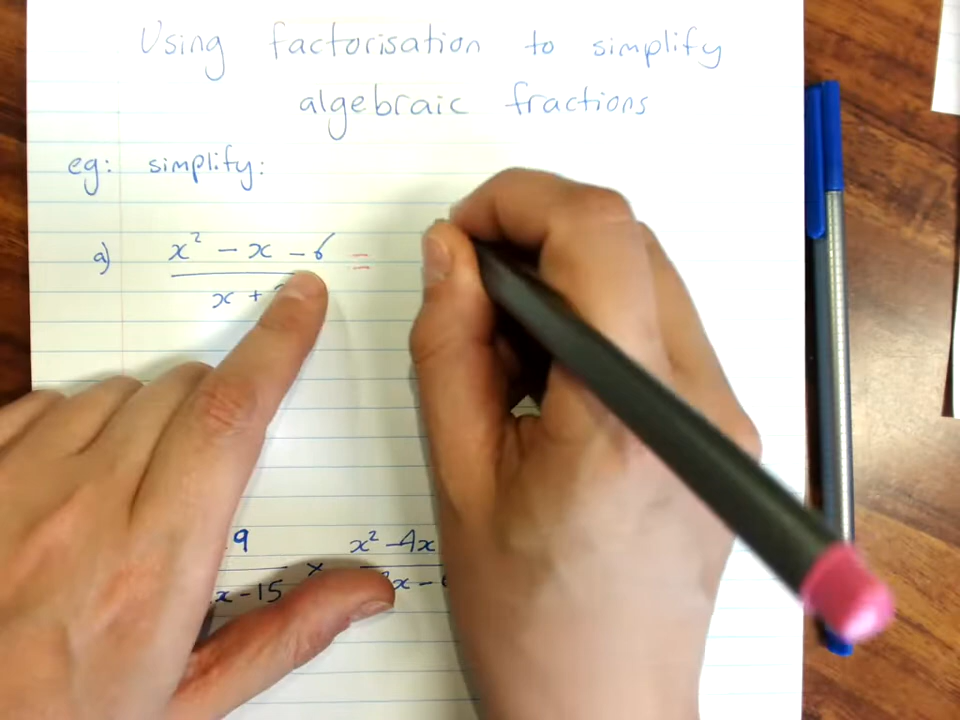 Using factorisation to simplify
algebraic fractions
eg: simplify:
a) x² - x - 6 =
x +
9 x² - 4x
x - 15 × x -